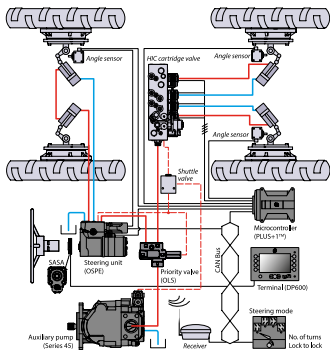 Angle sensor
HIC cartridge valve
Angle sensor
Angle sensor
Shuttle
valve
Microcontroller
(PLUS+1™)
CAN Bus
SASA
Steering unit
(OSPE)
Priority valve
(OLS)
Terminal (DP600)
Steering mode
Auxiliary pump
(Series 45)
Receiver
No. of turns
Lock to lock